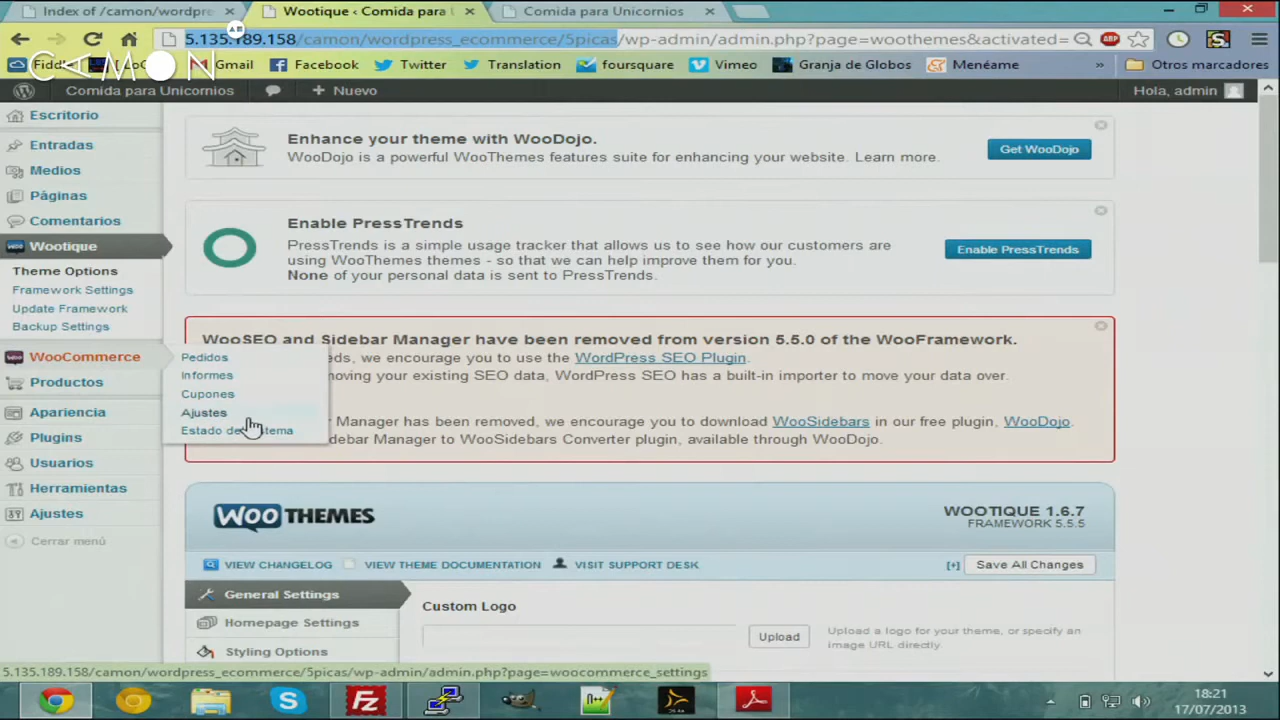 Index of /camon/wordpre
Wootique ‹ Comida para U
Comida para Unicornios
5.135.189.158/camon/wordpress_ecommerce/5picas/wp-admin/admin.php?page=woothemes&activated=
CAMON
Gmail
Facebook
Twitter
Translation
foursquare
Vimeo
Granja de Globos
Menéame
»
Otros marcadores
Comida para Unicornios
+ Nuevo
Hola, admin
Escritorio
Entradas
Medios
Páginas
Comentarios
Wootique
Theme Options
Framework Settings
Update Framework
Backup Settings
WooCommerce
Productos
Apariencia
Plugins
Usuarios
Herramientas
Ajustes
Cerrar menú
Pedidos
Informes
Cupones
Ajustes
Estado de
Enhance your theme with WooDojo.
WooDojo is a powerful WooThemes features suite for enhancing your website. Learn more.
Get WooDojo
Enable PressTrends
PressTrends is a simple usage tracker that allows us to see how our customers are
using WooThemes themes - so that we can help improve them for you.
None of your personal data is sent to PressTrends.
Enable PressTrends
WooSEO and Sidebar Manager have been removed from version 5.5.0 of the WooFramework.
we encourage you to use the WordPress SEO Plugin.
your existing SEO data, WordPress SEO has a built-in importer to move your data over.
Manager has been removed, we encourage you to download WooSidebars in our free plugin, WooDojo.
Manager to WooSidebars Converter plugin, available through WooDojo.
WOOTHEMES
WOOTIQUE 1.6.7
FRAMEWORK 5.5.5
VIEW CHANGELOG
VIEW THEME DOCUMENTATION
VISIT SUPPORT DESK
[+]
Save All Changes
General Settings
Homepage Settings
Styling Options
Custom Logo
Upload
Upload a logo for your theme, or specify an
image URL directly.
5.135.189.158/camon/wordpress_ecommerce/5picas/wp-admin/admin.php?page=woocommerce_settings
18:21
17/07/2013